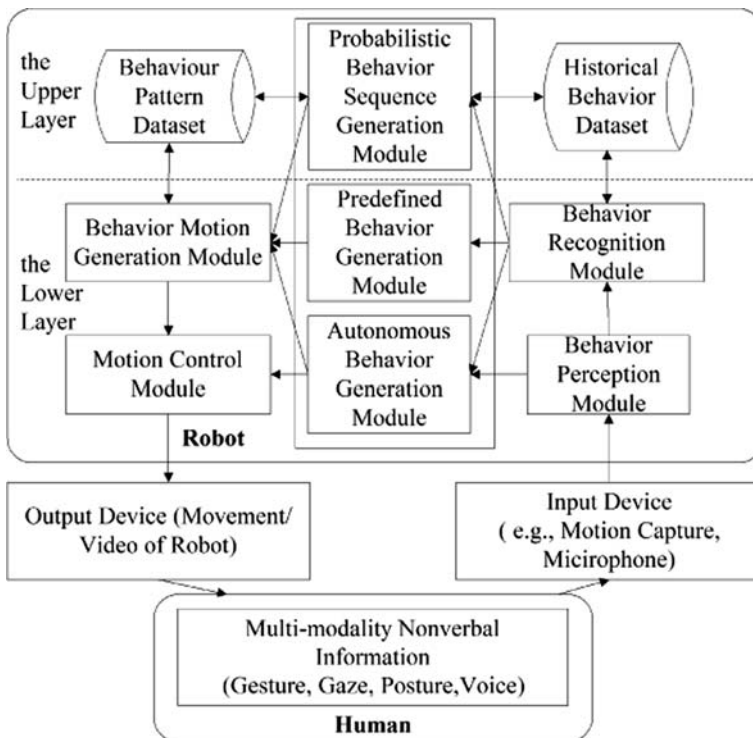 the
Upper
Layer
Behaviour
Pattern
Dataset
Probabilistic
Behavior
Sequence
Generation
Module
Historical
Behavior
Dataset
the
Lower
Layer
Behavior Motion
Generation Module
Predefined
Behavior
Generation
Module
Behavior
Recognition
Module
Motion Control
Module
Autonomous
Behavior
Generation
Module
Behavior
Perception
Module
Robot
Output Device (Movement/
Video of Robot)
Input Device
( e.g., Motion Capture,
Micirophone)
Multi-modality Nonverbal
Information
(Gesture, Gaze, Posture,Voice)
Human